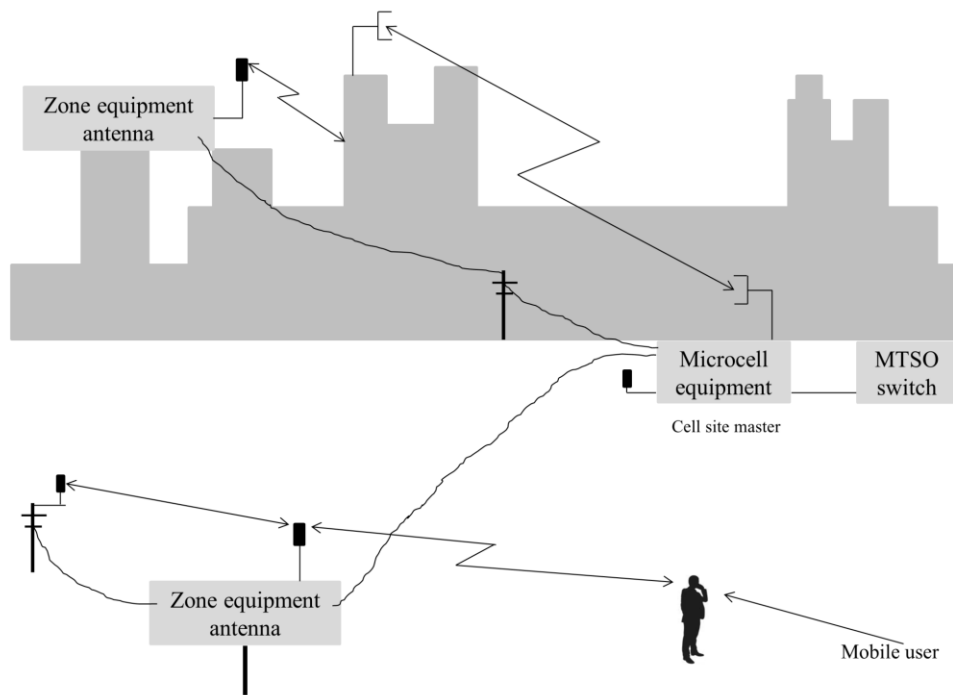 Zone equipment
antenna
Microcell
equipment
MTSO
switch
Cell site master
Zone equipment
antenna
Mobile user